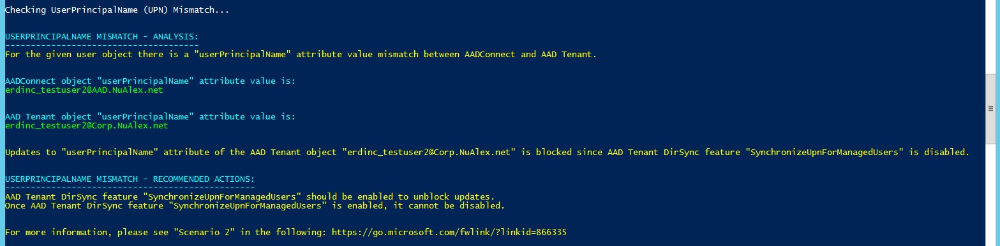 Checking UserPrincipalName (UPN) Mismatch...
USERPRINCIPALNAME MISMATCH - ANALYSIS:
--------------------------------------
For the given user object there is a "userPrincipalName" attribute value mismatch between AADConnect and AAD Tenant.
AADConnect object "userPrincipalName" attribute value is:
erdinc_testuser2@AAD.NuAlex.net
AAD Tenant object "userPrincipalName" attribute value is:
erdinc_testuser2@Corp.NuAlex.net
Updates to "userPrincipalName" attribute of the AAD Tenant object "erdinc_testuser2@Corp.NuAlex.net" is blocked since AAD Tenant DirSync feature "SynchronizeUpnForManagedUsers" is disabled.
USERPRINCIPALNAME MISMATCH - RECOMMENDED ACTIONS:
-------------------------------------------------
AAD Tenant DirSync feature "SynchronizeUpnForManagedUsers" should be enabled to unblock updates.
Once AAD Tenant DirSync feature "SynchronizeUpnForManagedUsers" is enabled, it cannot be disabled.
For more information, please see "Scenario 2" in the following: https://go.microsoft.com/fwlink/?linkid=866335